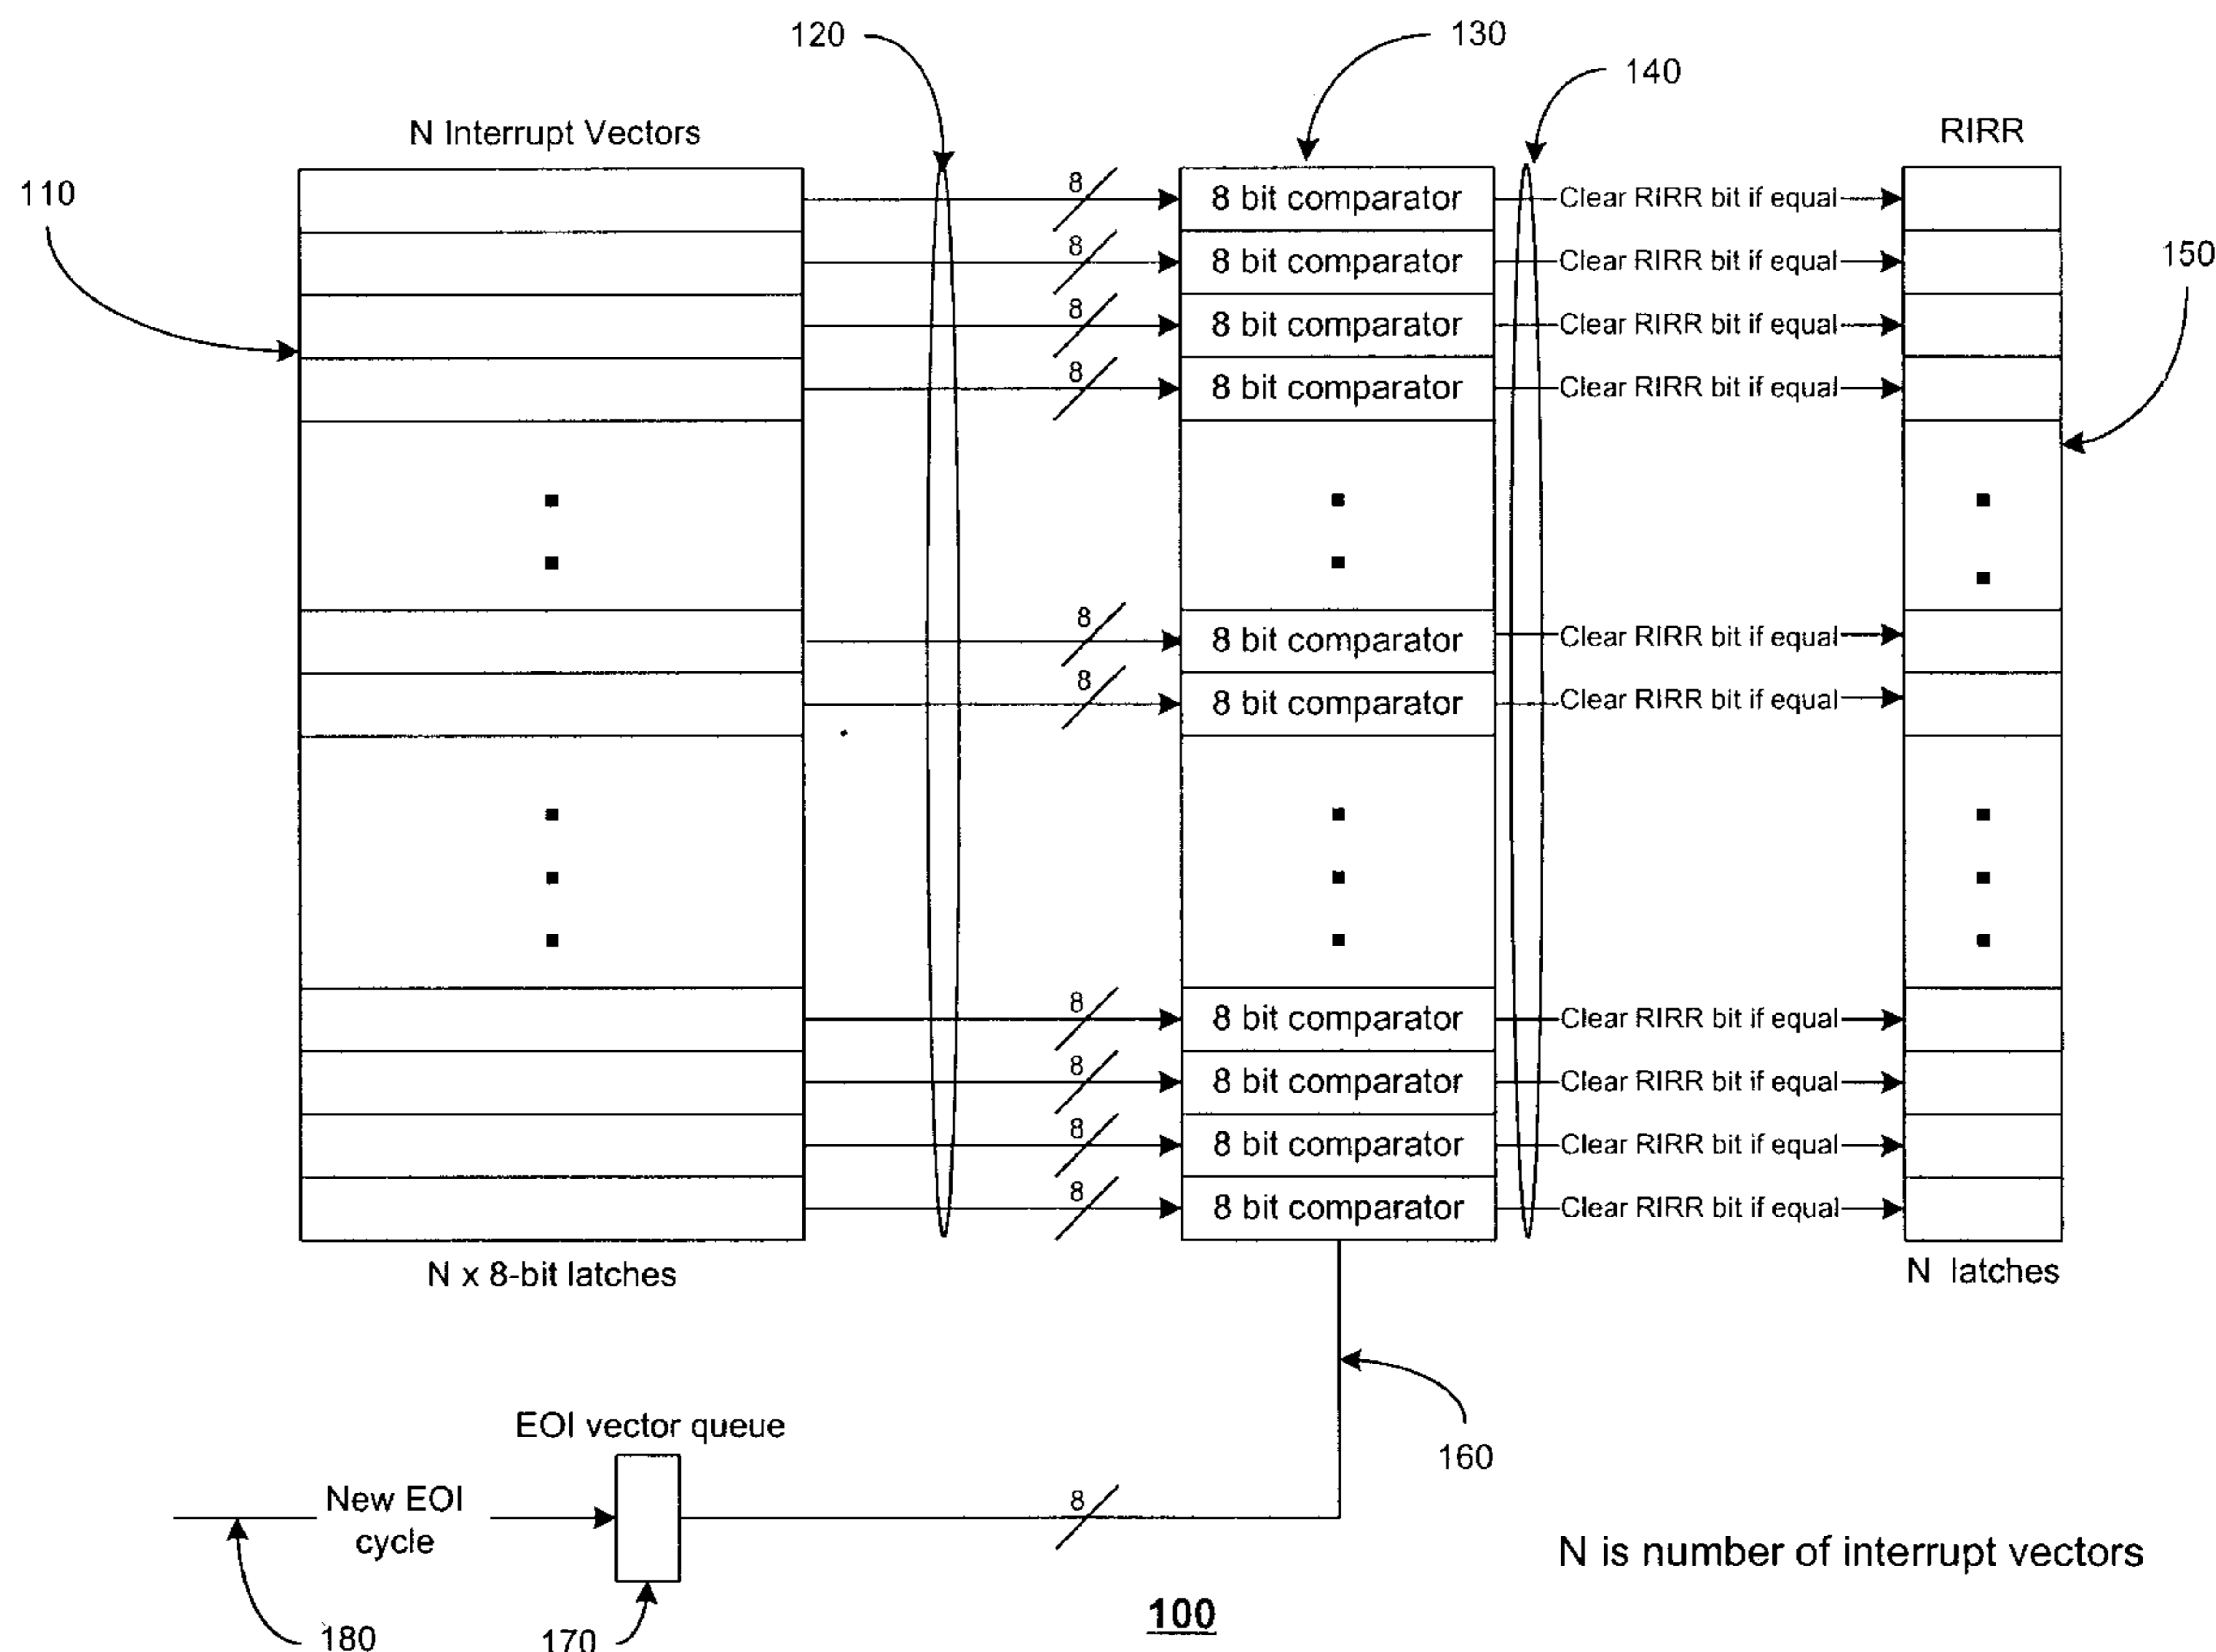 120
130
140
N Interrupt Vectors
RIRR
110
150
8
8 bit comparator
Clear RIRR bit if equal
8
8 bit comparator
Clear RIRR bit if equal
8
8 bit comparator
Clear RIRR bit if equal
8
8 bit comparator
Clear RIRR bit if equal
8
8 bit comparator
Clear RIRR bit if equal
8
8 bit comparator
Clear RIRR bit if equal
8
8 bit comparator
Clear RIRR bit if equal
8
8 bit comparator
Clear RIRR bit if equal
8
8 bit comparator
Clear RIRR bit if equal
8
8 bit comparator
Clear RIRR bit if equal
N x 8-bit latches
N latches
EOI vector queue
160
New EOI
cycle
8
N is number of interrupt vectors
100
180
170